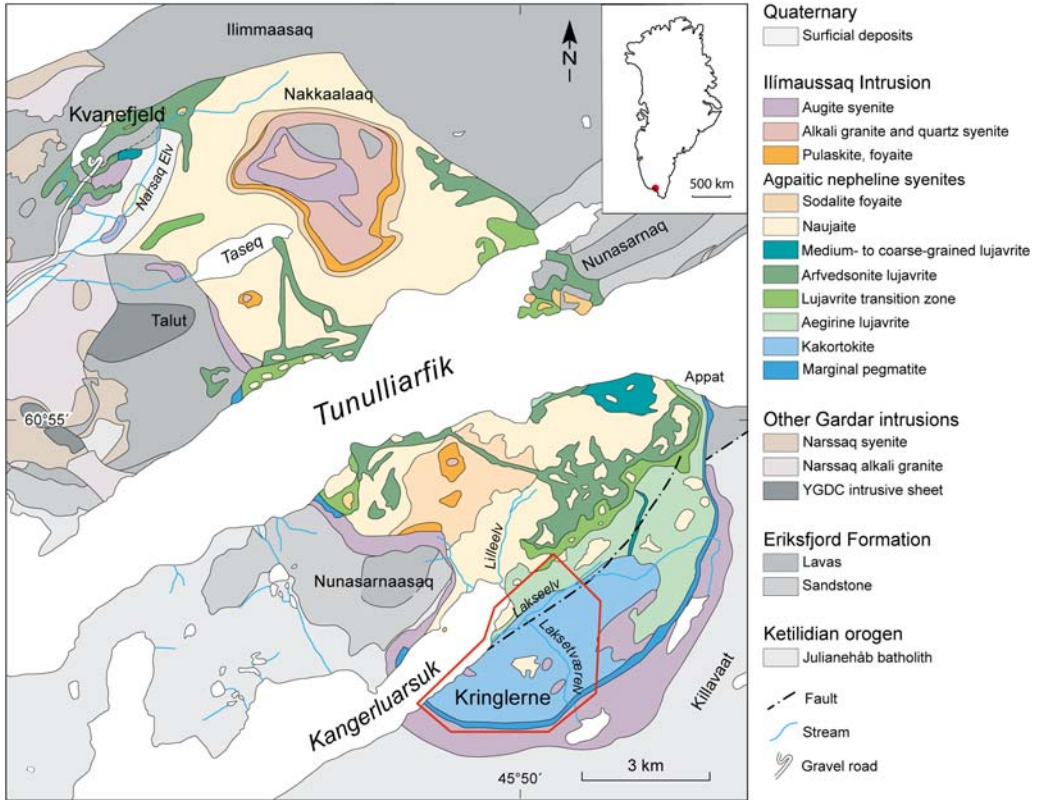 Ilimmaasaq
N
500 km
Nakkaalaaq
Kvanefjeld
Narsaq Elv
Taseq
Nunasarnaq
Talut
Tunulliarfik
Appat
60°55´
Lilleelv
Nunasarnaasaq
Lakseelv
Laksetværelv
Kangerluarsuk
Kringlerne
Killavaat
45°50´
3 km
Quaternary
Surficial deposits
Ilímaussaq Intrusion
Augite syenite
Alkali granite and quartz syenite
Pulaskite, foyaite
Agpaitic nepheline syenites
Sodalite foyaite
Naujaite
Medium- to coarse-grained lujavrite
Arfvedsonite lujavrite
Lujavrite transition zone
Aegirine lujavrite
Kakortokite
Marginal pegmatite
Other Gardar intrusions
Narssaq syenite
Narssaq alkali granite
YGDC intrusive sheet
Eriksfjord Formation
Lavas
Sandstone
Ketilidian orogen
Julianehåb batholith
Fault
Stream
Gravel road